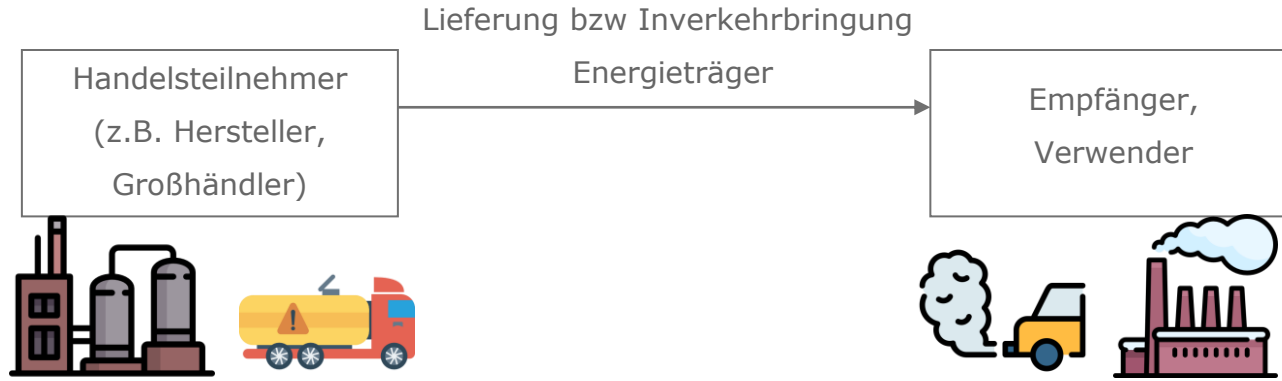 Lieferung bzw Inverkehrbringung
Energieträger
Handelsteilnehmer
(z.B. Hersteller,
Großhändler)
Empfänger,
Verwender
!